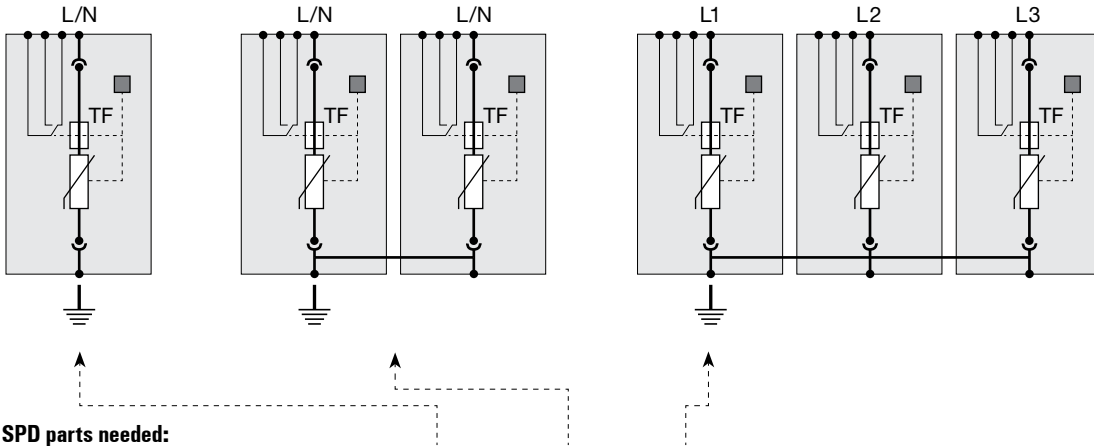 L/N L/N L/N L1 L2 L3
TF TF TF TF TF TF
SPD parts needed: